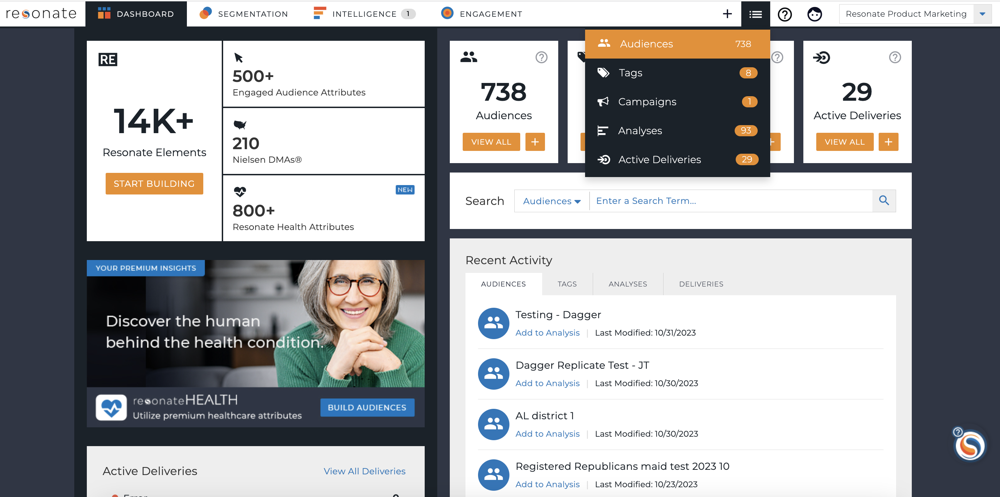 resonate
DASHBOARD
SEGMENTATION
INTELLIGENCE 1
ENGAGEMENT
Resonate Product Marketing
RE
14K+
Resonate Elements
START BUILDING
500+
Engaged Audience Attributes
210
Nielsen DMAs®
NEW
800+
Resonate Health Attributes
738
Audiences
VIEW ALL +
Audiences 738
Tags 8
Campaigns 1
Analyses 93
Active Deliveries 29
+
29
Active Deliveries
VIEW ALL +
Search
Audiences
Enter a Search Term...
YOUR PREMIUM INSIGHTS
Discover the human
behind the health condition.
resonateHEALTH
Utilize premium healthcare attributes
BUILD AUDIENCES
Active Deliveries
View All Deliveries
Error 0
Recent Activity
AUDIENCES
TAGS
ANALYSES
DELIVERIES
Testing - Dagger
Add to Analysis | Last Modified: 10/31/2023
Dagger Replicate Test - JT
Add to Analysis | Last Modified: 10/30/2023
AL district 1
Add to Analysis | Last Modified: 10/30/2023
Registered Republicans maid test 2023 10
Add to Analysis | Last Modified: 10/23/2023